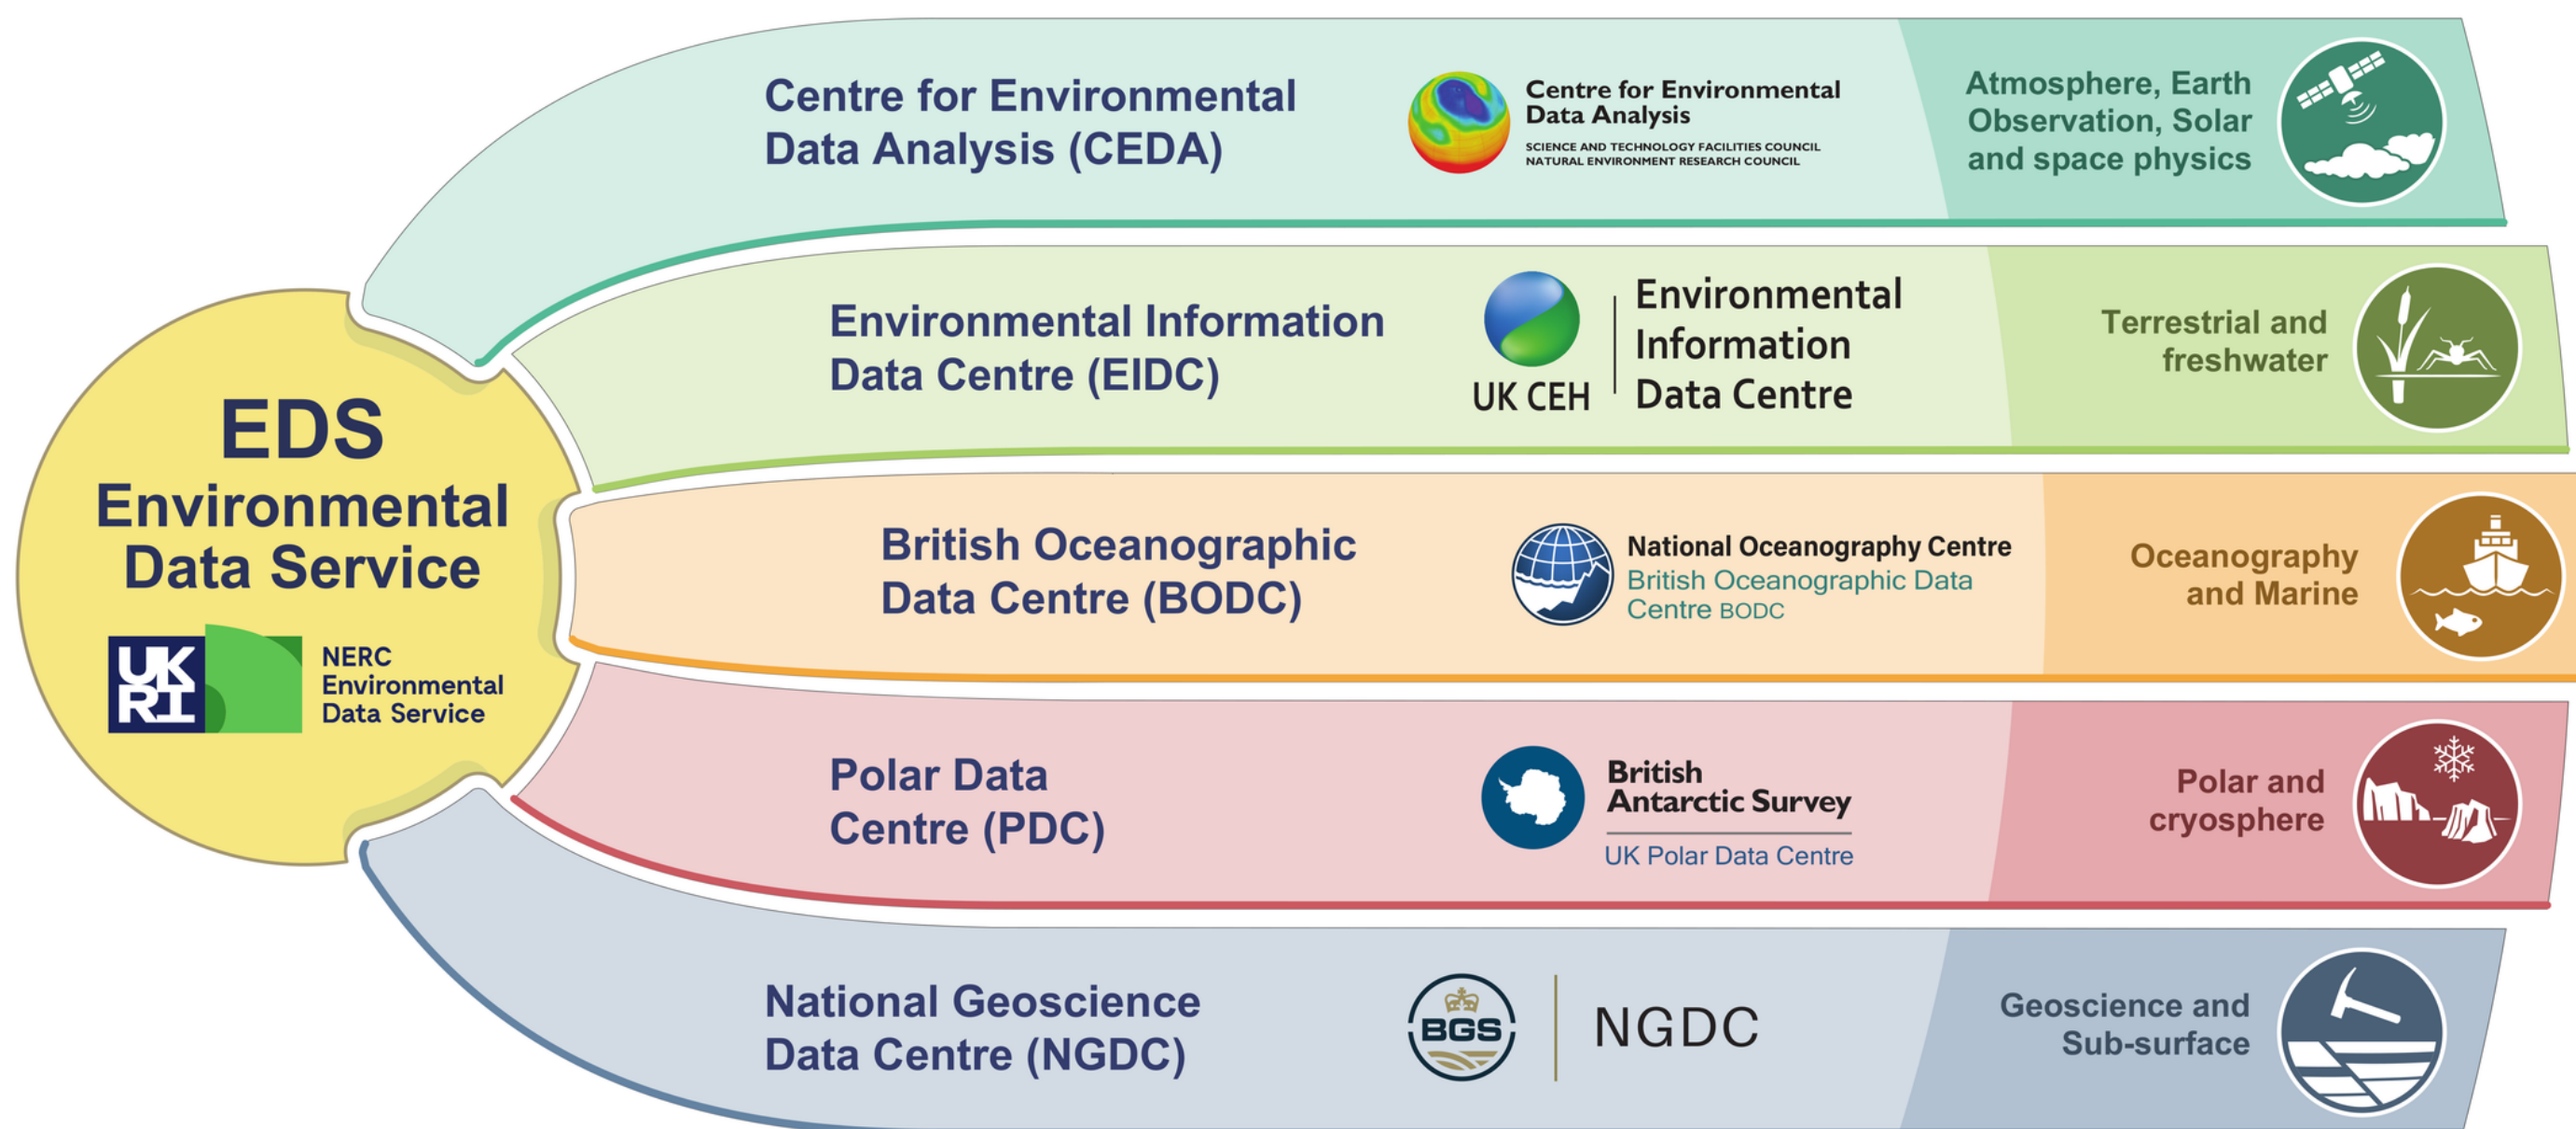 EDS
Environmental
Data Service
UK
RI
NERC
Environmental
Data Service
Centre for Environmental
Data Analysis (CEDA)
Centre for Environmental
Data Analysis
SCIENCE AND TECHNOLOGY FACILITIES COUNCIL
NATURAL ENVIRONMENT RESEARCH COUNCIL
Atmosphere, Earth
Observation, Solar
and space physics
Environmental Information
Data Centre (EIDC)
UK CEH
Environmental
Information
Data Centre
Terrestrial and
freshwater
British Oceanographic
Data Centre (BODC)
National Oceanography Centre
British Oceanographic Data
Centre BODC
Oceanography
and Marine
Polar Data
Centre (PDC)
British
Antarctic Survey
UK Polar Data Centre
Polar and
cryosphere
National Geoscience
Data Centre (NGDC)
BGS
NGDC
Geoscience and
Sub-surface